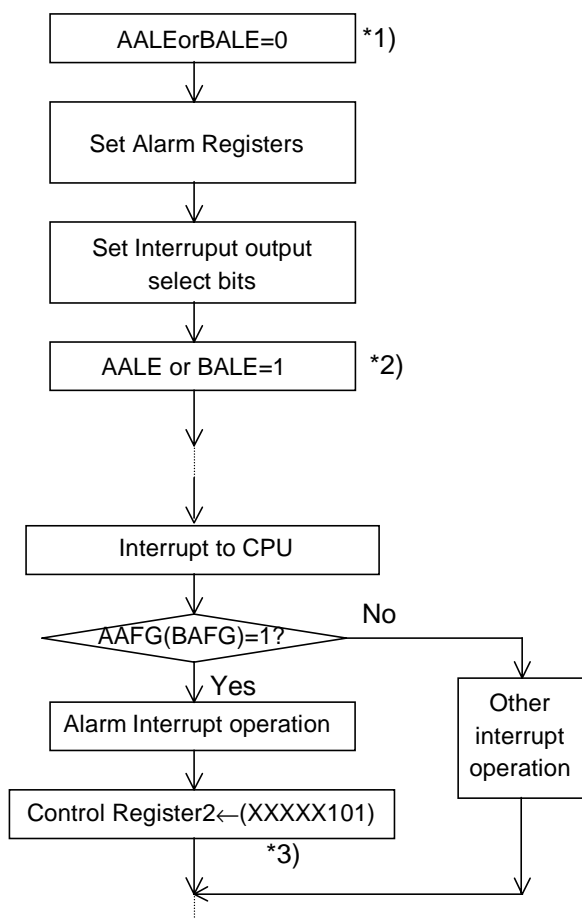 AALEorBALE=0
*1)
Set Alarm Registers
Set Interruput output
select bits
AALE or BALE=1
*2)
Interrupt to CPU
AAFG(BAFG)=1?
No
Yes
Alarm Interrupt operation
Other
interrupt
operation
Control Register2←(XXXXX101)
*3)